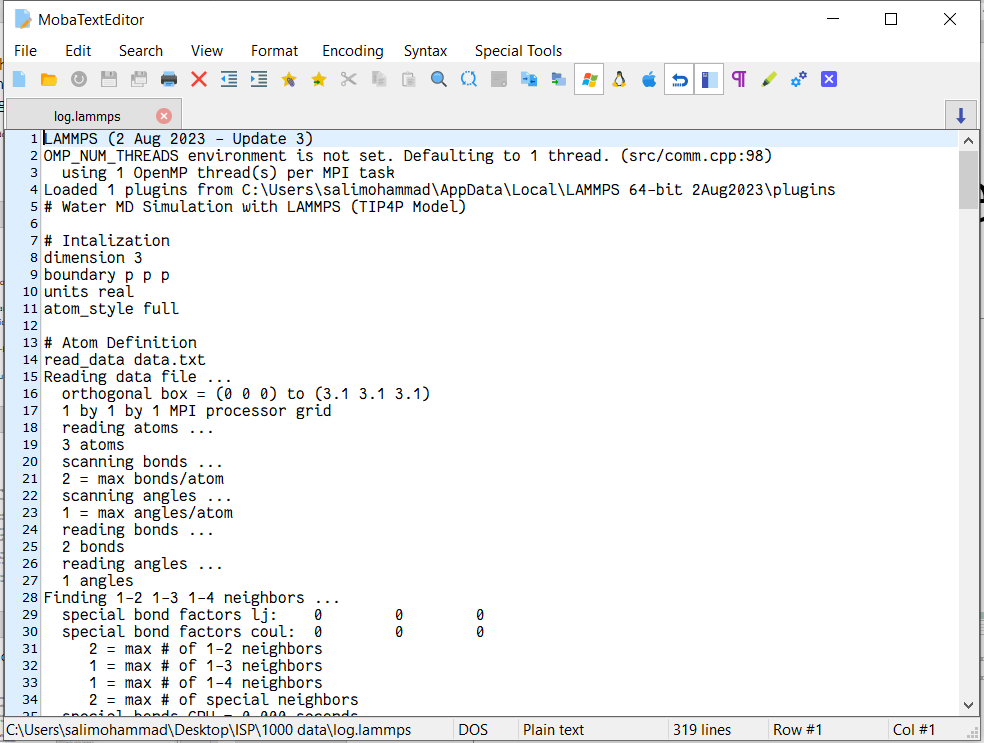 MobaTextEditor
File Edit Search View Format Encoding Syntax Special Tools
log.lammps
1 LAMMPS (2 Aug 2023 - Update 3)
2 OMP_NUM_THREADS environment is not set. Defaulting to 1 thread. (src/comm.cpp:98)
3 using 1 OpenMP thread(s) per MPI task
4 Loaded 1 plugins from C:\Users\salimohammad\AppData\Local\LAMMPS 64-bit 2Aug2023\plugins
5 # Water MD Simulation with LAMMPS (TIP4P Model)
6
7 # Intalization
8 dimension 3
9 boundary p p p
10 units real
11 atom_style full
12
13 # Atom Definition
14 read_data data.txt
15 Reading data file ...
16 orthogonal box = (0 0 0) to (3.1 3.1 3.1)
17 1 by 1 by 1 MPI processor grid
18 reading atoms ...
19 3 atoms
20 scanning bonds ...
21 2 = max bonds/atom
22 scanning angles ...
23 1 = max angles/atom
24 reading bonds ...
25 2 bonds
26 reading angles ...
27 1 angles
28 Finding 1-2 1-3 1-4 neighbors ...
29 special bond factors lj: 0 0 0
30 special bond factors coul: 0 0 0
31 2 = max # of 1-2 neighbors
32 1 = max # of 1-3 neighbors
33 1 = max # of 1-4 neighbors
34 2 = max # of special neighbors
35 special bonds CPU = 0.000 seconds
C:\Users\salimohammad\Desktop\ISP\1000 data\log.lammps DOS Plain text 319 lines Row #1 Col #1